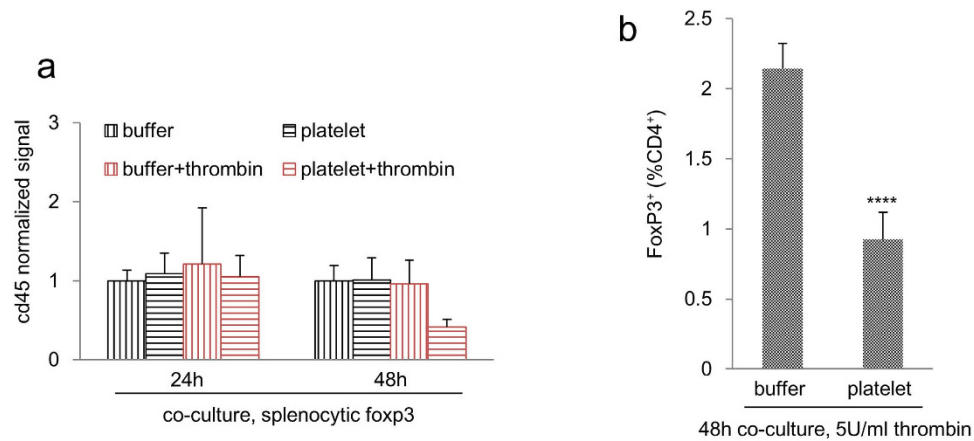 a
cd45 normalized signal
3
2
1
0
buffer
platelet
buffer+thrombin
platelet+thrombin
24h
48h
co-culture, splenocytic foxp3
b
FoxP3⁺ (%CD4⁺)
2.5
2
1.5
1
0.5
0
****
buffer
platelet
48h co-culture, 5U/ml thrombin